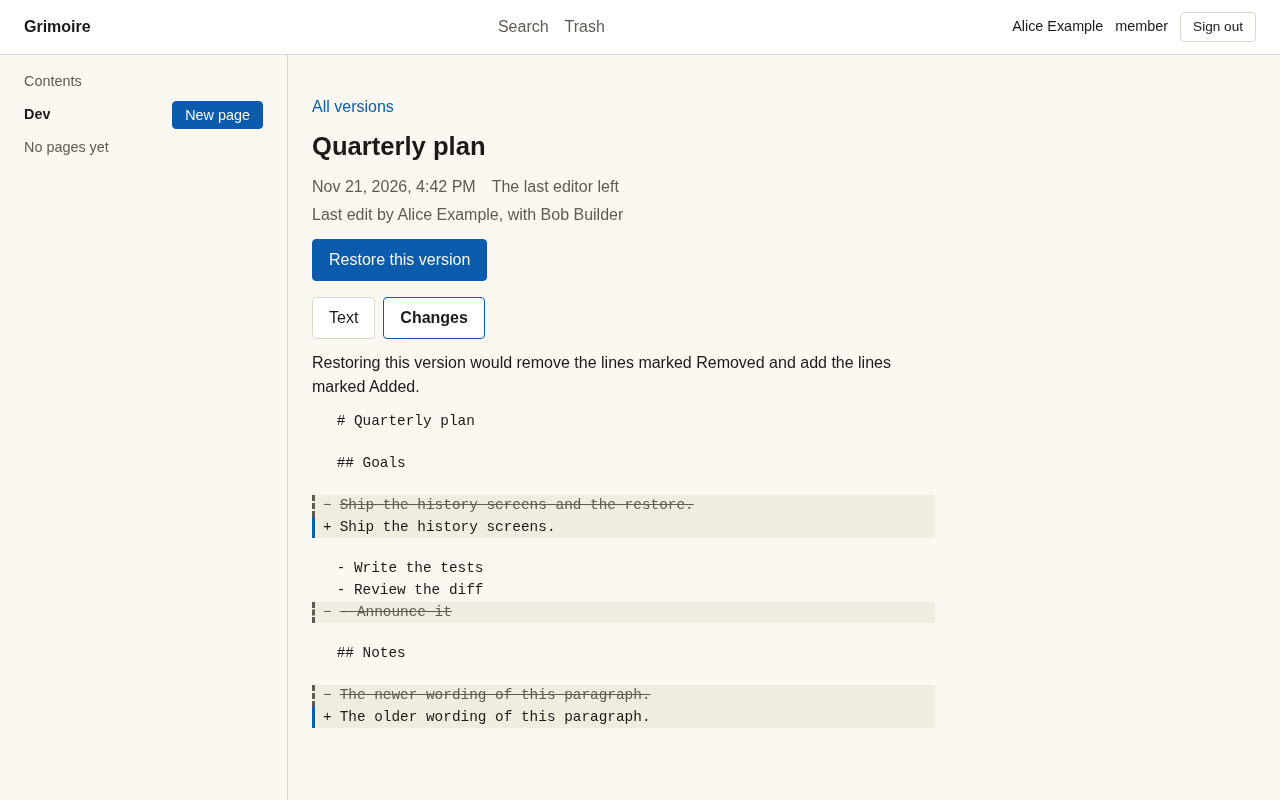 Grimoire
Search Trash
Alice Example member Sign out
Contents
Dev New page
No pages yet
All versions
Quarterly plan
Nov 21, 2026, 4:42 PM The last editor left
Last edit by Alice Example, with Bob Builder
Restore this version
Text Changes
Restoring this version would remove the lines marked Removed and add the lines
marked Added.
# Quarterly plan
## Goals
− Ship the history screens and the restore.
+ Ship the history screens.
- Write the tests
- Review the diff
− - Announce it
## Notes
− The newer wording of this paragraph.
+ The older wording of this paragraph.